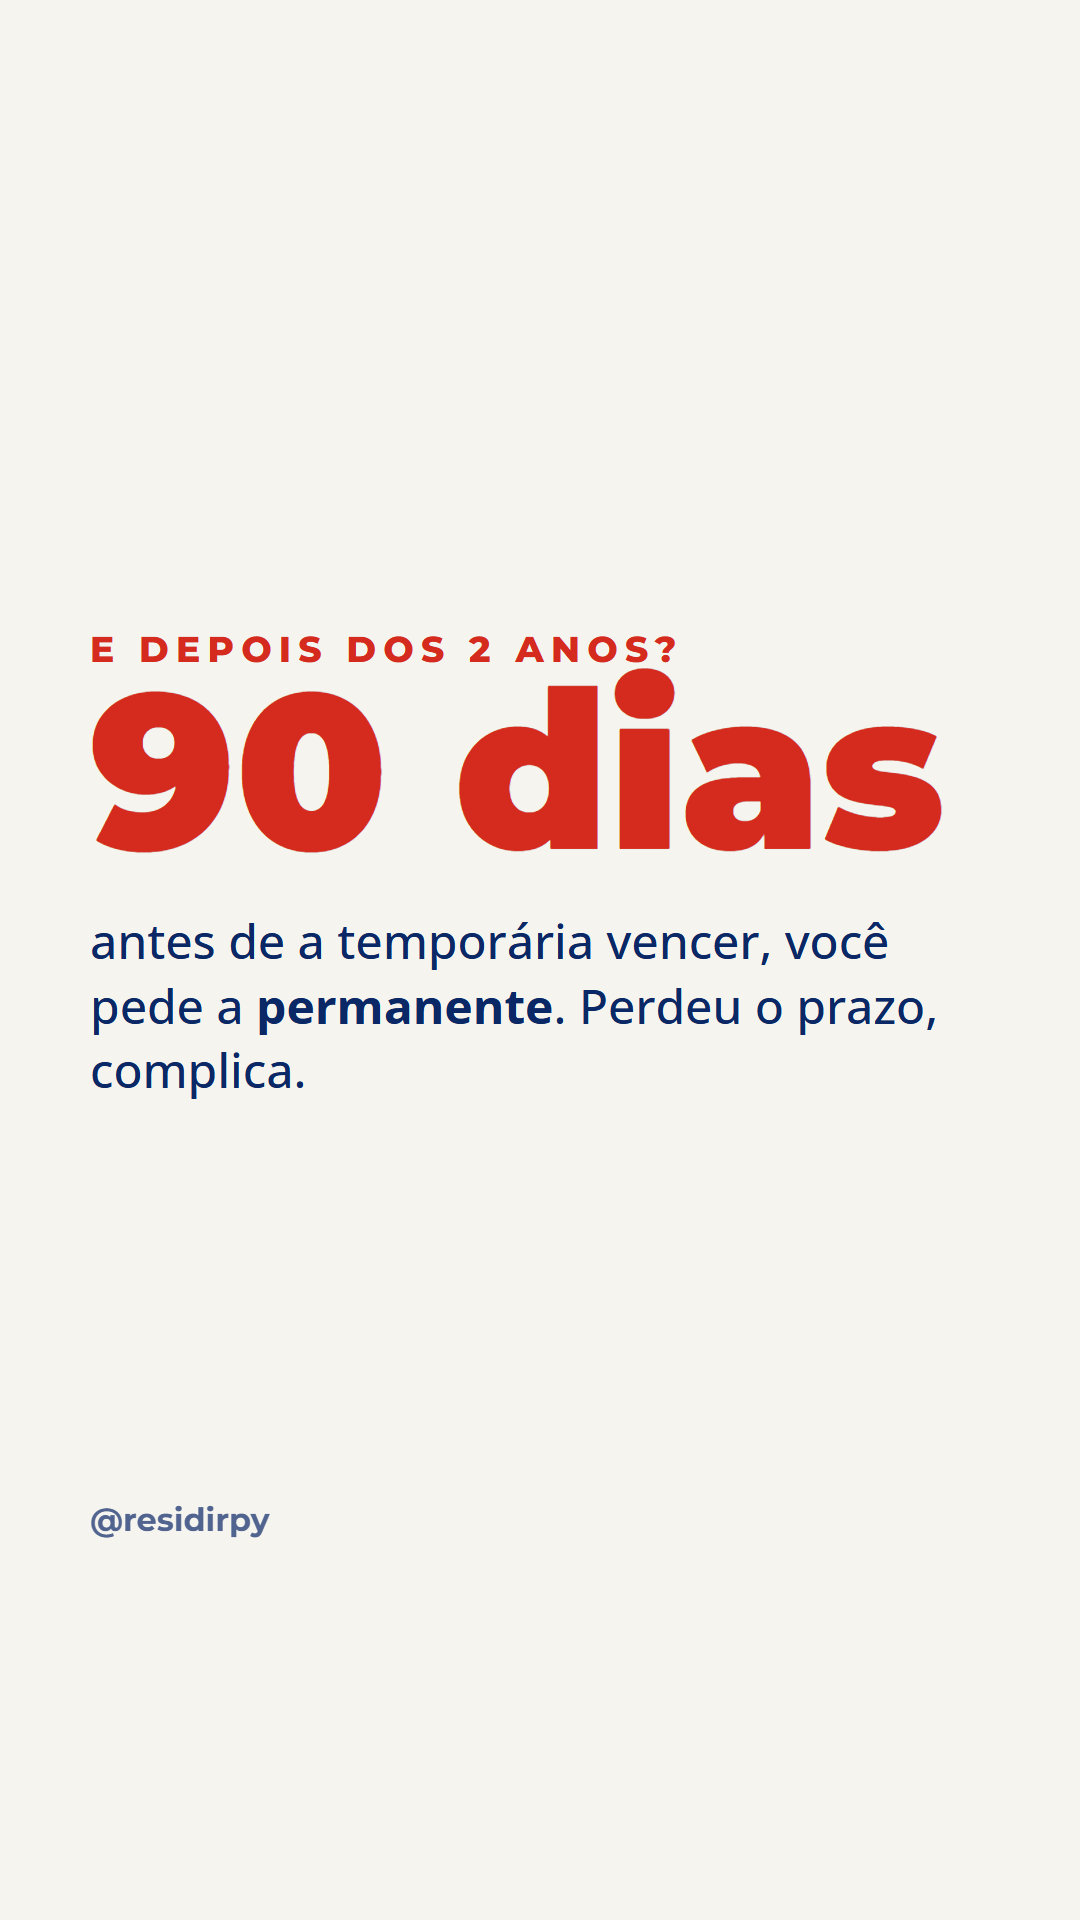 E DEPOIS DOS 2 ANOS?
90 dias
antes de a temporária vencer, você
pede a permanente. Perdeu o prazo,
complica.
@residirpy